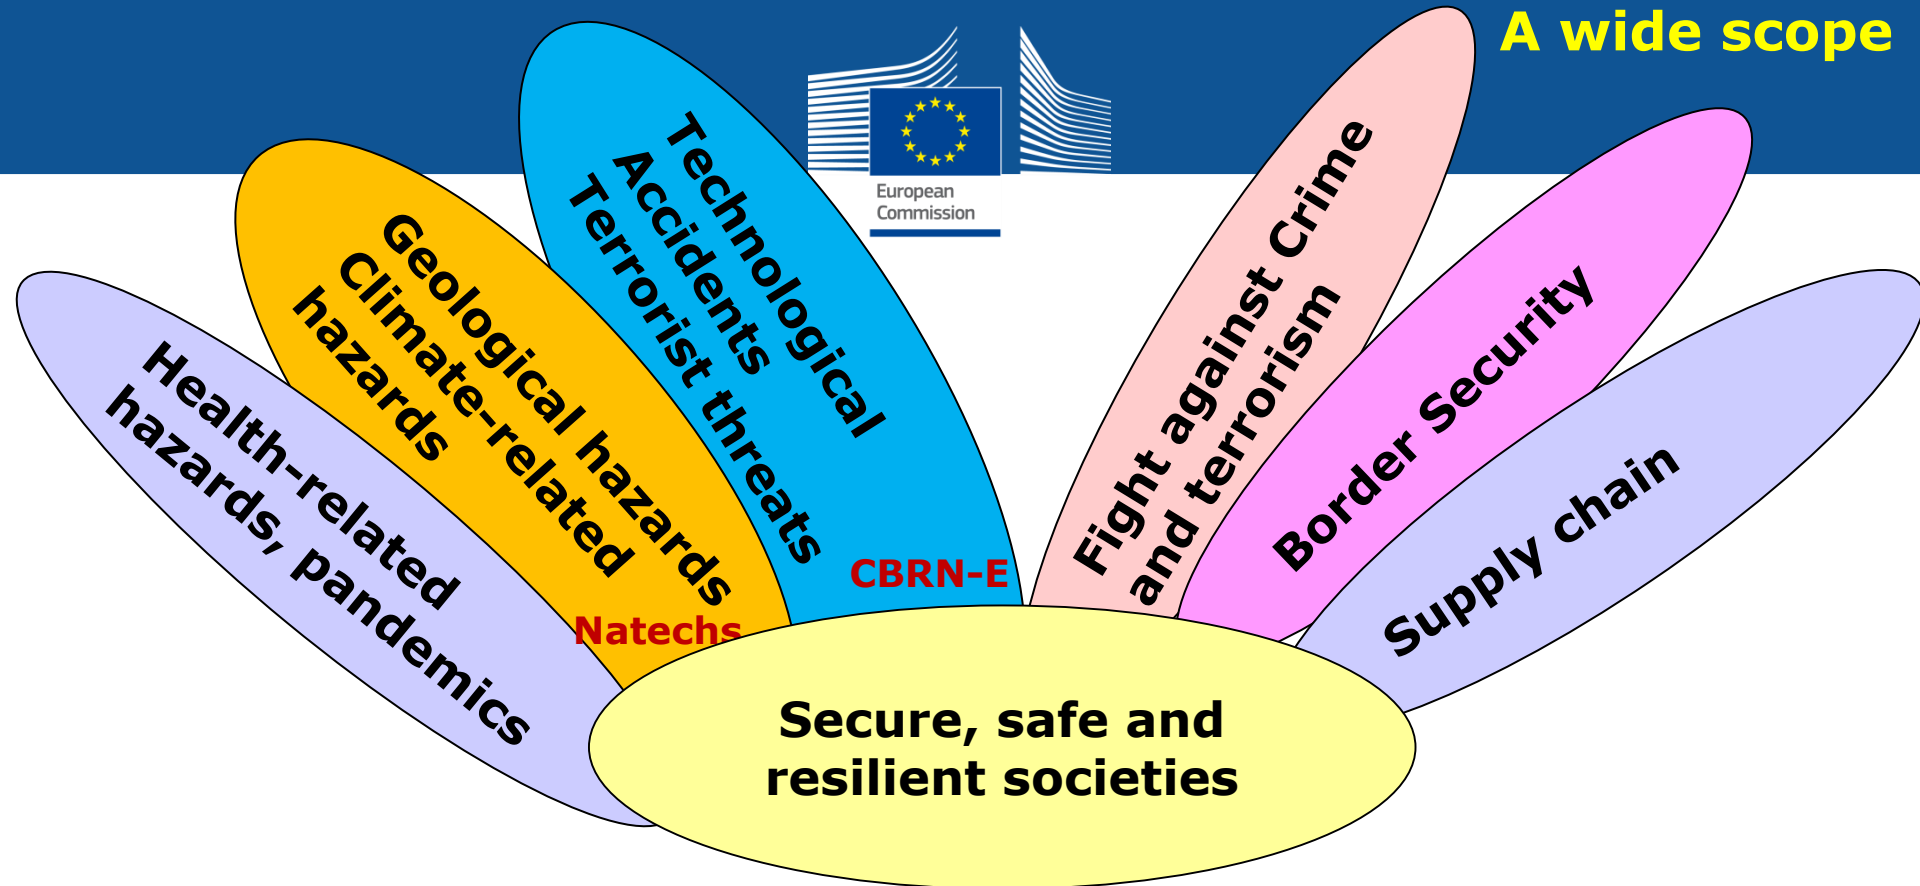 A wide scope
European
Commission
Health-related
hazards, pandemics
Geological hazards
Climate-related
hazards
Natechs
Technological
Accidents
Terrorist threats
CBRN-E
Fight against Crime
and terrorism
Border Security
Supply chain
Secure, safe and
resilient societies